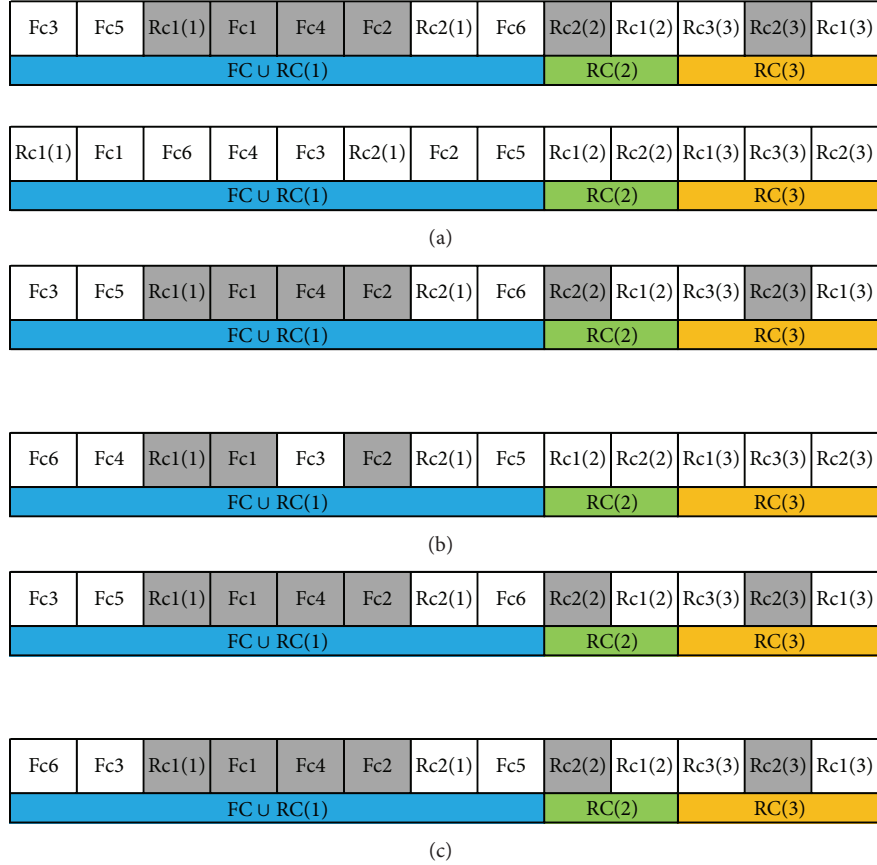 Fc3 Fc5 Rc1(1) Fc1 Fc4 Fc2 Rc2(1) Fc6 Rc2(2) Rc1(2) Rc3(3) Rc2(3) Rc1(3)
FC ∪ RC(1) RC(2) RC(3)
Rc1(1) Fc1 Fc6 Fc4 Fc3 Rc2(1) Fc2 Fc5 Rc1(2) Rc2(2) Rc1(3) Rc3(3) Rc2(3)
FC ∪ RC(1) RC(2) RC(3)
(a)
Fc3 Fc5 Rc1(1) Fc1 Fc4 Fc2 Rc2(1) Fc6 Rc2(2) Rc1(2) Rc3(3) Rc2(3) Rc1(3)
FC ∪ RC(1) RC(2) RC(3)
Fc6 Fc4 Rc1(1) Fc1 Fc3 Fc2 Rc2(1) Fc5 Rc1(2) Rc2(2) Rc1(3) Rc3(3) Rc2(3)
FC ∪ RC(1) RC(2) RC(3)
(b)
Fc3 Fc5 Rc1(1) Fc1 Fc4 Fc2 Rc2(1) Fc6 Rc2(2) Rc1(2) Rc3(3) Rc2(3) Rc1(3)
FC ∪ RC(1) RC(2) RC(3)
Fc6 Fc3 Rc1(1) Fc1 Fc4 Fc2 Rc2(1) Fc5 Rc2(2) Rc1(2) Rc3(3) Rc2(3) Rc1(3)
FC ∪ RC(1) RC(2) RC(3)
(c)